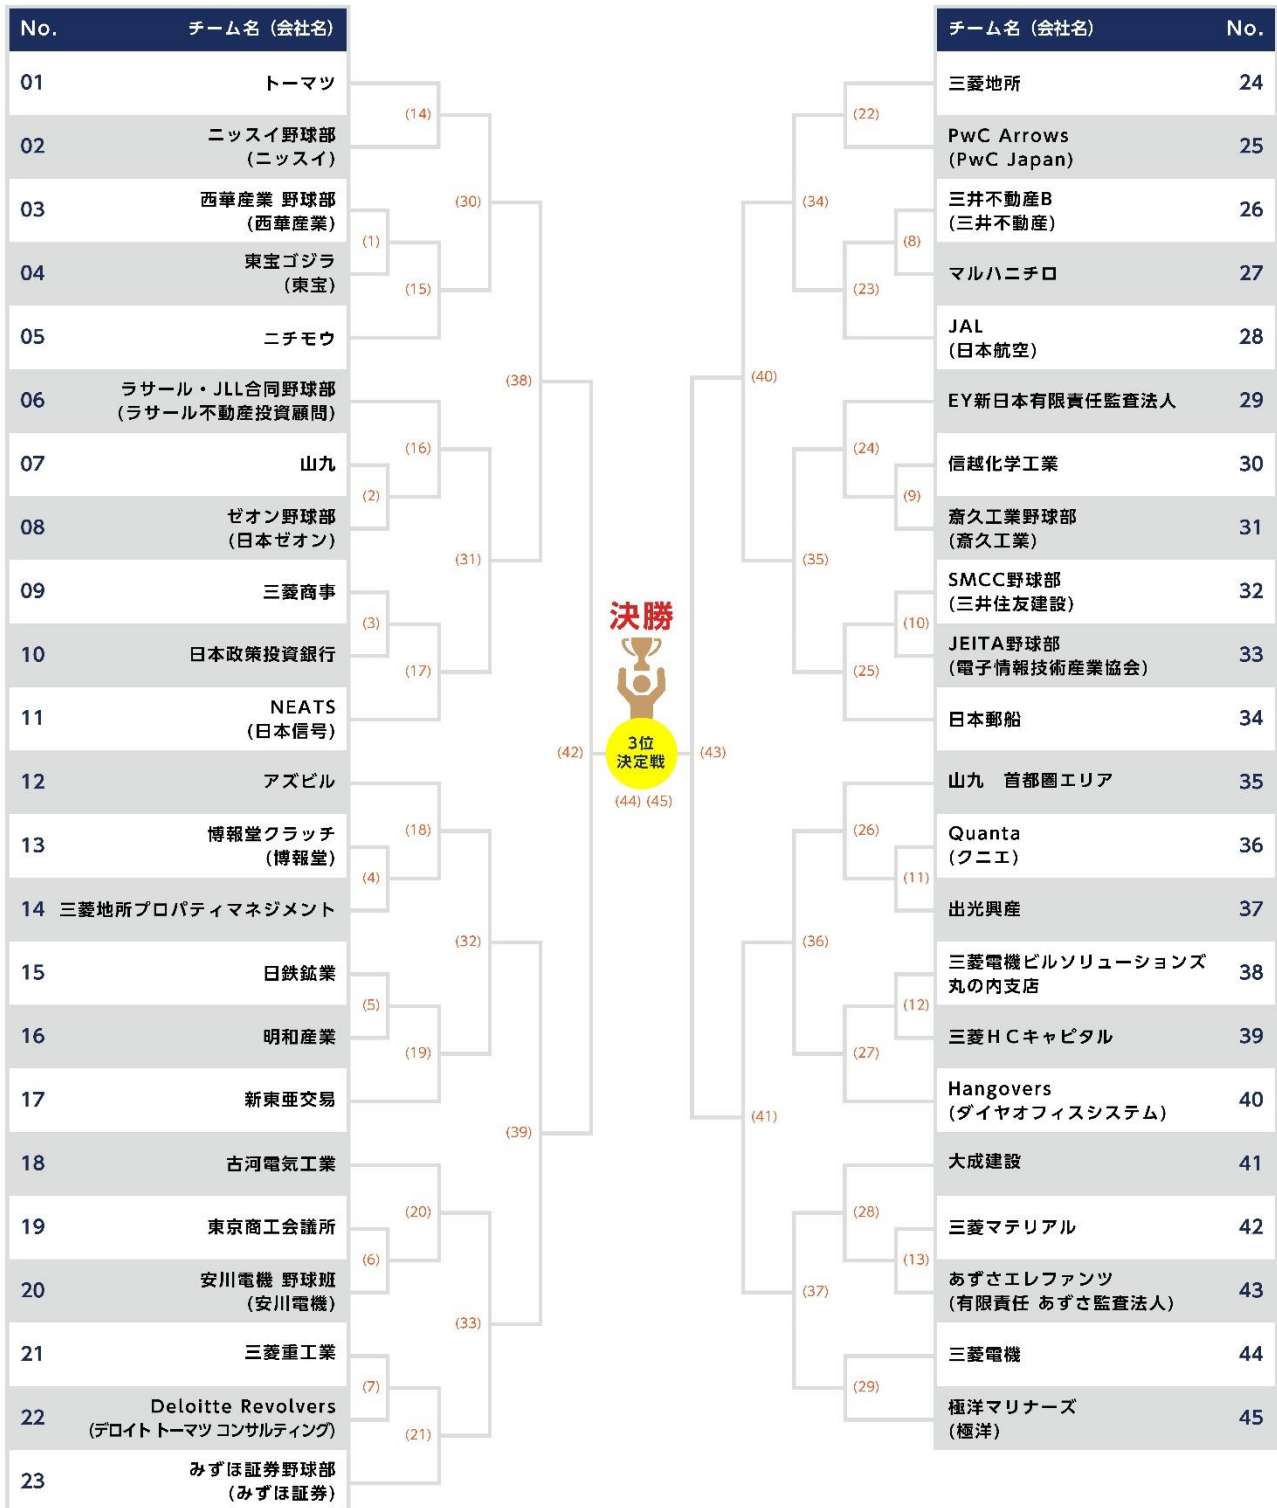 No. チーム名（会社名）
01 トーマツ
02 ニッスイ野球部
(ニッスイ)
03 西華産業 野球部
(西華産業)
04 東宝ゴジラ
(東宝)
05 ニチモウ
06 ラサール・JLL合同野球部
(ラサール不動産投資顧問)
07 山九
08 ゼオン野球部
(日本ゼオン)
09 三菱商事
10 日本政策投資銀行
11 NEATS
(日本信号)
12 アズビル
13 博報堂クラッチ
(博報堂)
14 三菱地所プロパティマネジメント
15 日鉄鉱業
16 明和産業
17 新東亜交易
18 古河電気工業
19 東京商工会議所
20 安川電機 野球班
(安川電機)
21 三菱重工業
22 Deloitte Revolvers
(デロイト トーマツ コンサルティング)
23 みずほ証券野球部
(みずほ証券)
(1)
(2)
(3)
(4)
(5)
(6)
(7)
(14)
(15)
(16)
(17)
(18)
(19)
(20)
(21)
(30)
(31)
(32)
(33)
(38)
(39)
(42)
決勝
3位
決定戦
(44) (45)
(43)
(40)
(41)
(34)
(35)
(36)
(37)
(22)
(23)
(24)
(25)
(26)
(27)
(28)
(29)
(8)
(9)
(10)
(11)
(12)
(13)
チーム名（会社名） No.
三菱地所 24
PwC Arrows
(PwC Japan) 25
三井不動産B
(三井不動産) 26
マルハニチロ 27
JAL
(日本航空) 28
EY新日本有限責任監査法人 29
信越化学工業 30
斎久工業野球部
(斎久工業) 31
SMCC野球部
(三井住友建設) 32
JEITA野球部
(電子情報技術産業協会) 33
日本郵船 34
山九　首都圏エリア 35
Quanta
(クニエ) 36
出光興産 37
三菱電機ビルソリューションズ
丸の内支店 38
三菱ＨＣキャピタル 39
Hangovers
(ダイヤオフィスシステム) 40
大成建設 41
三菱マテリアル 42
あずさエレファンツ
(有限責任 あずさ監査法人) 43
三菱電機 44
極洋マリナーズ
(極洋) 45